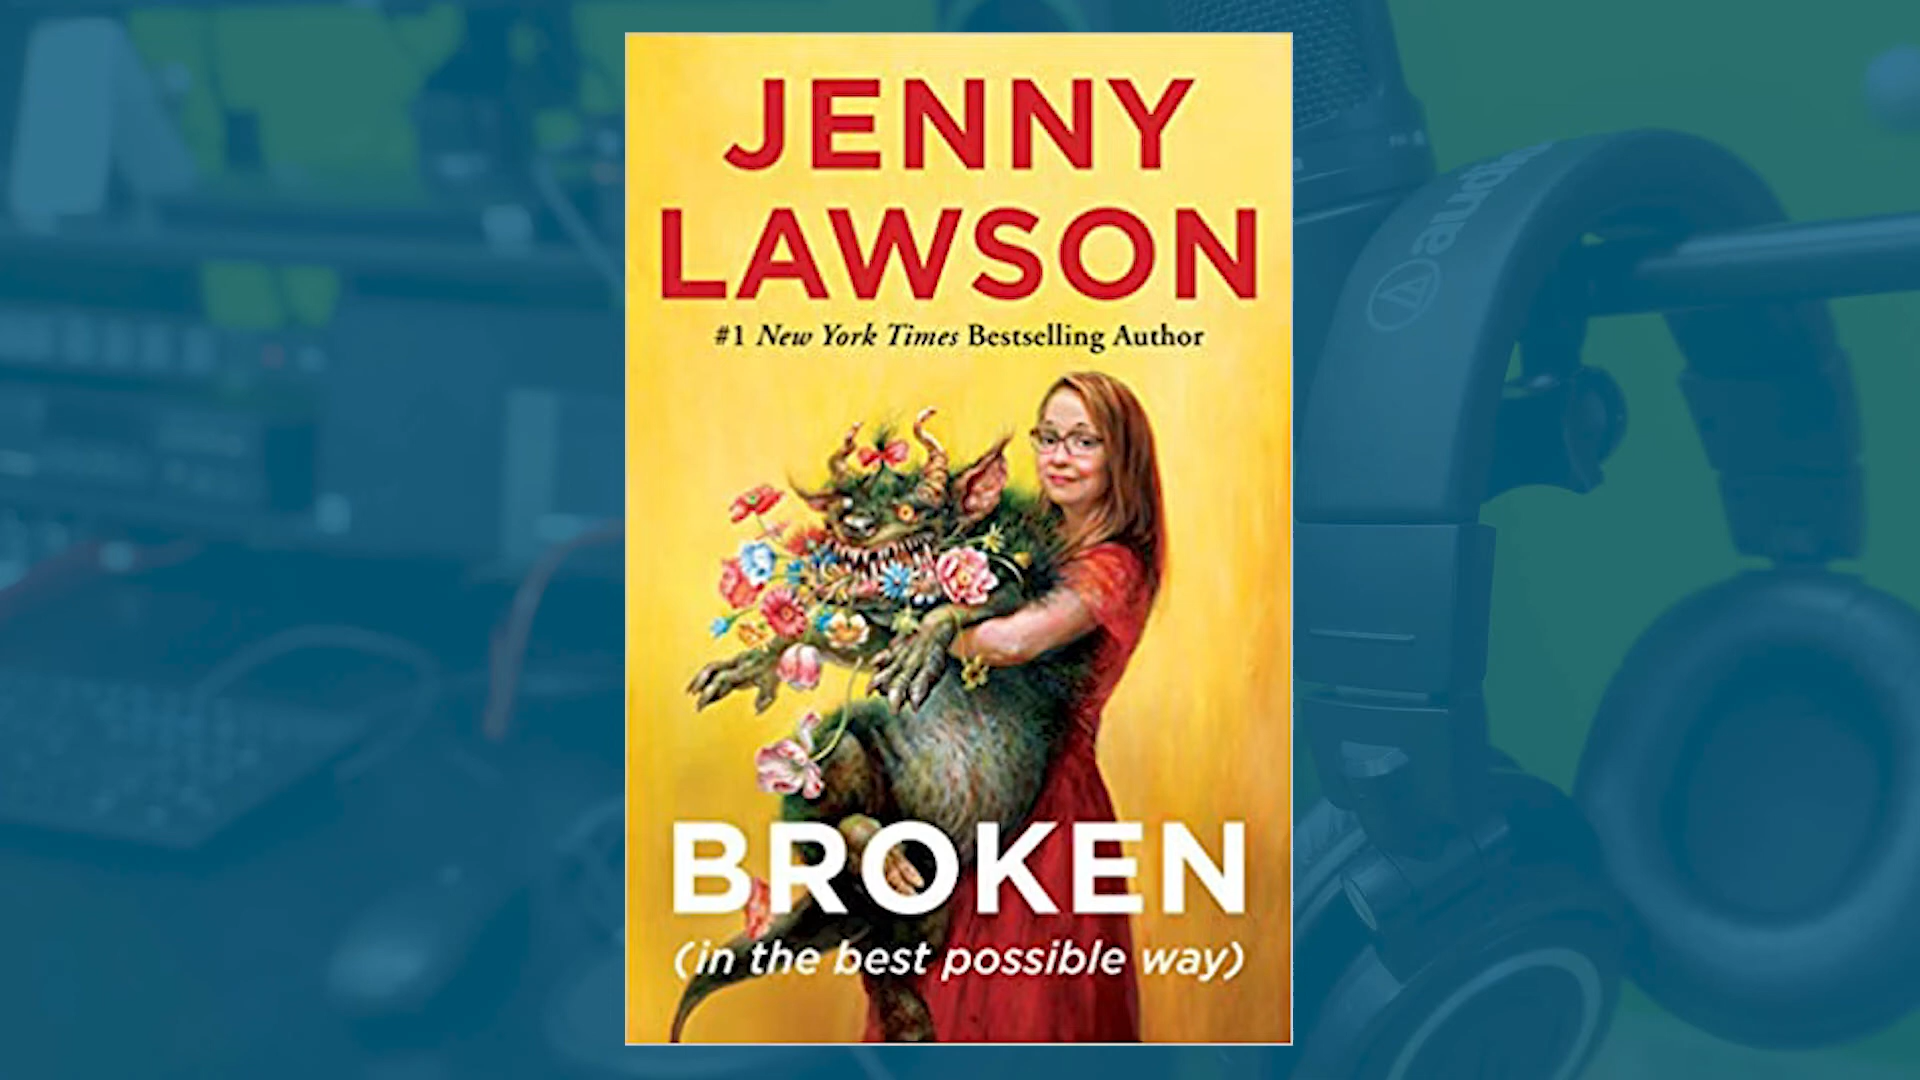 JENNY
LAWSON
#1 New York Times Bestselling Author
BROKEN
(in the best possible way)